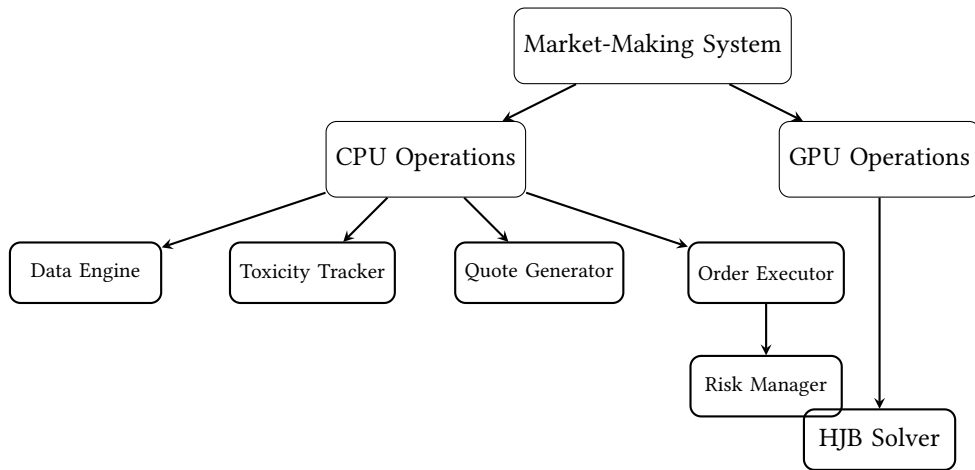 Market-Making System
CPU Operations
GPU Operations
Data Engine
Toxicity Tracker
Quote Generator
Order Executor
Risk Manager
HJB Solver